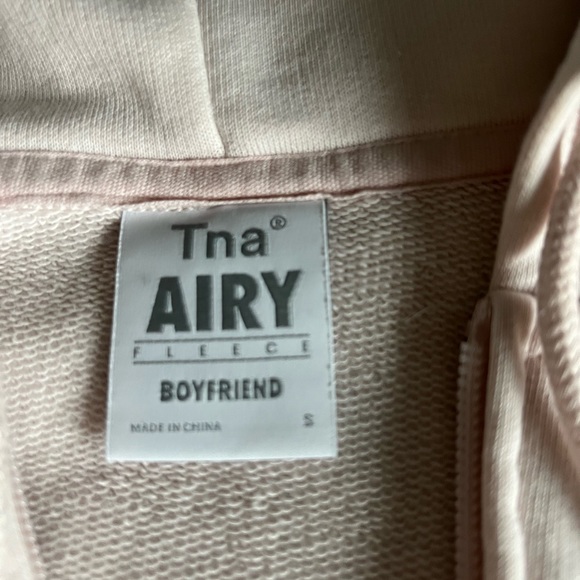 Tna®
AIRY
FLEECE
BOYFRIEND
MADE IN CHINA S